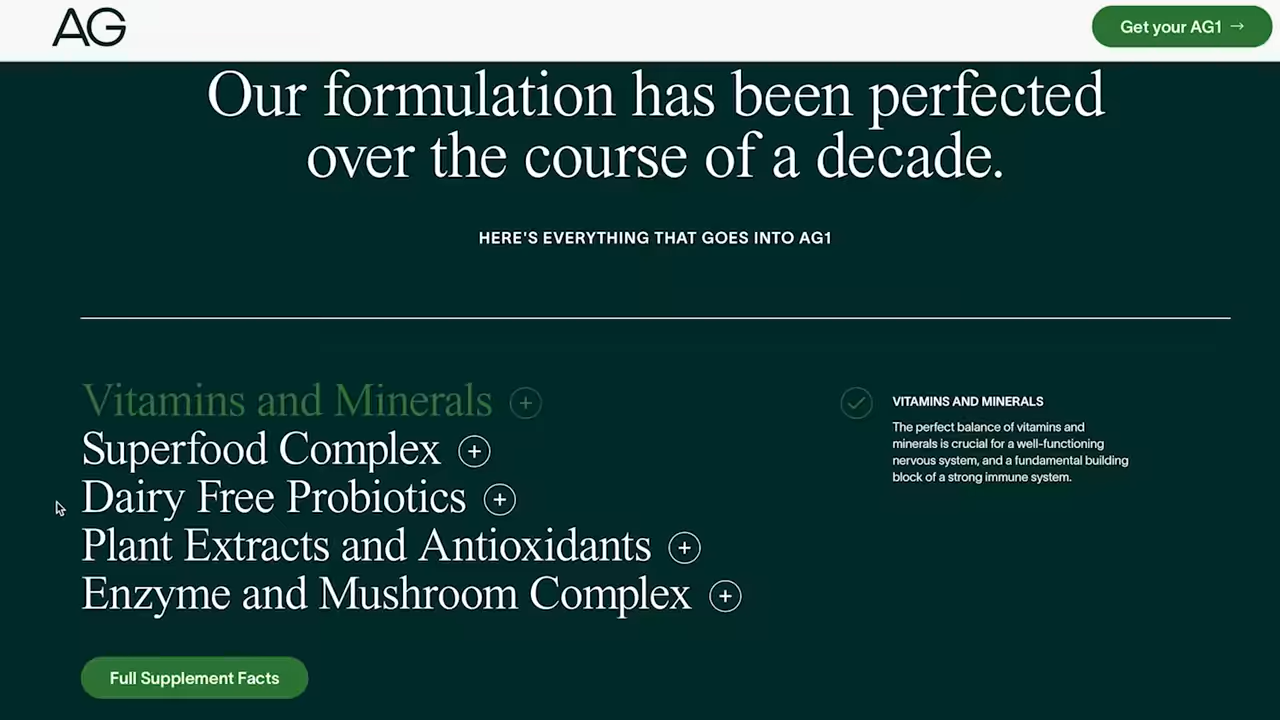 AG
Get your AG1 →
Our formulation has been perfected
over the course of a decade.
HERE'S EVERYTHING THAT GOES INTO AG1
Vitamins and Minerals
Superfood Complex
Dairy Free Probiotics
Plant Extracts and Antioxidants
Enzyme and Mushroom Complex
VITAMINS AND MINERALS
The perfect balance of vitamins and
minerals is crucial for a well-functioning
nervous system, and a fundamental building
block of a strong immune system.
Full Supplement Facts